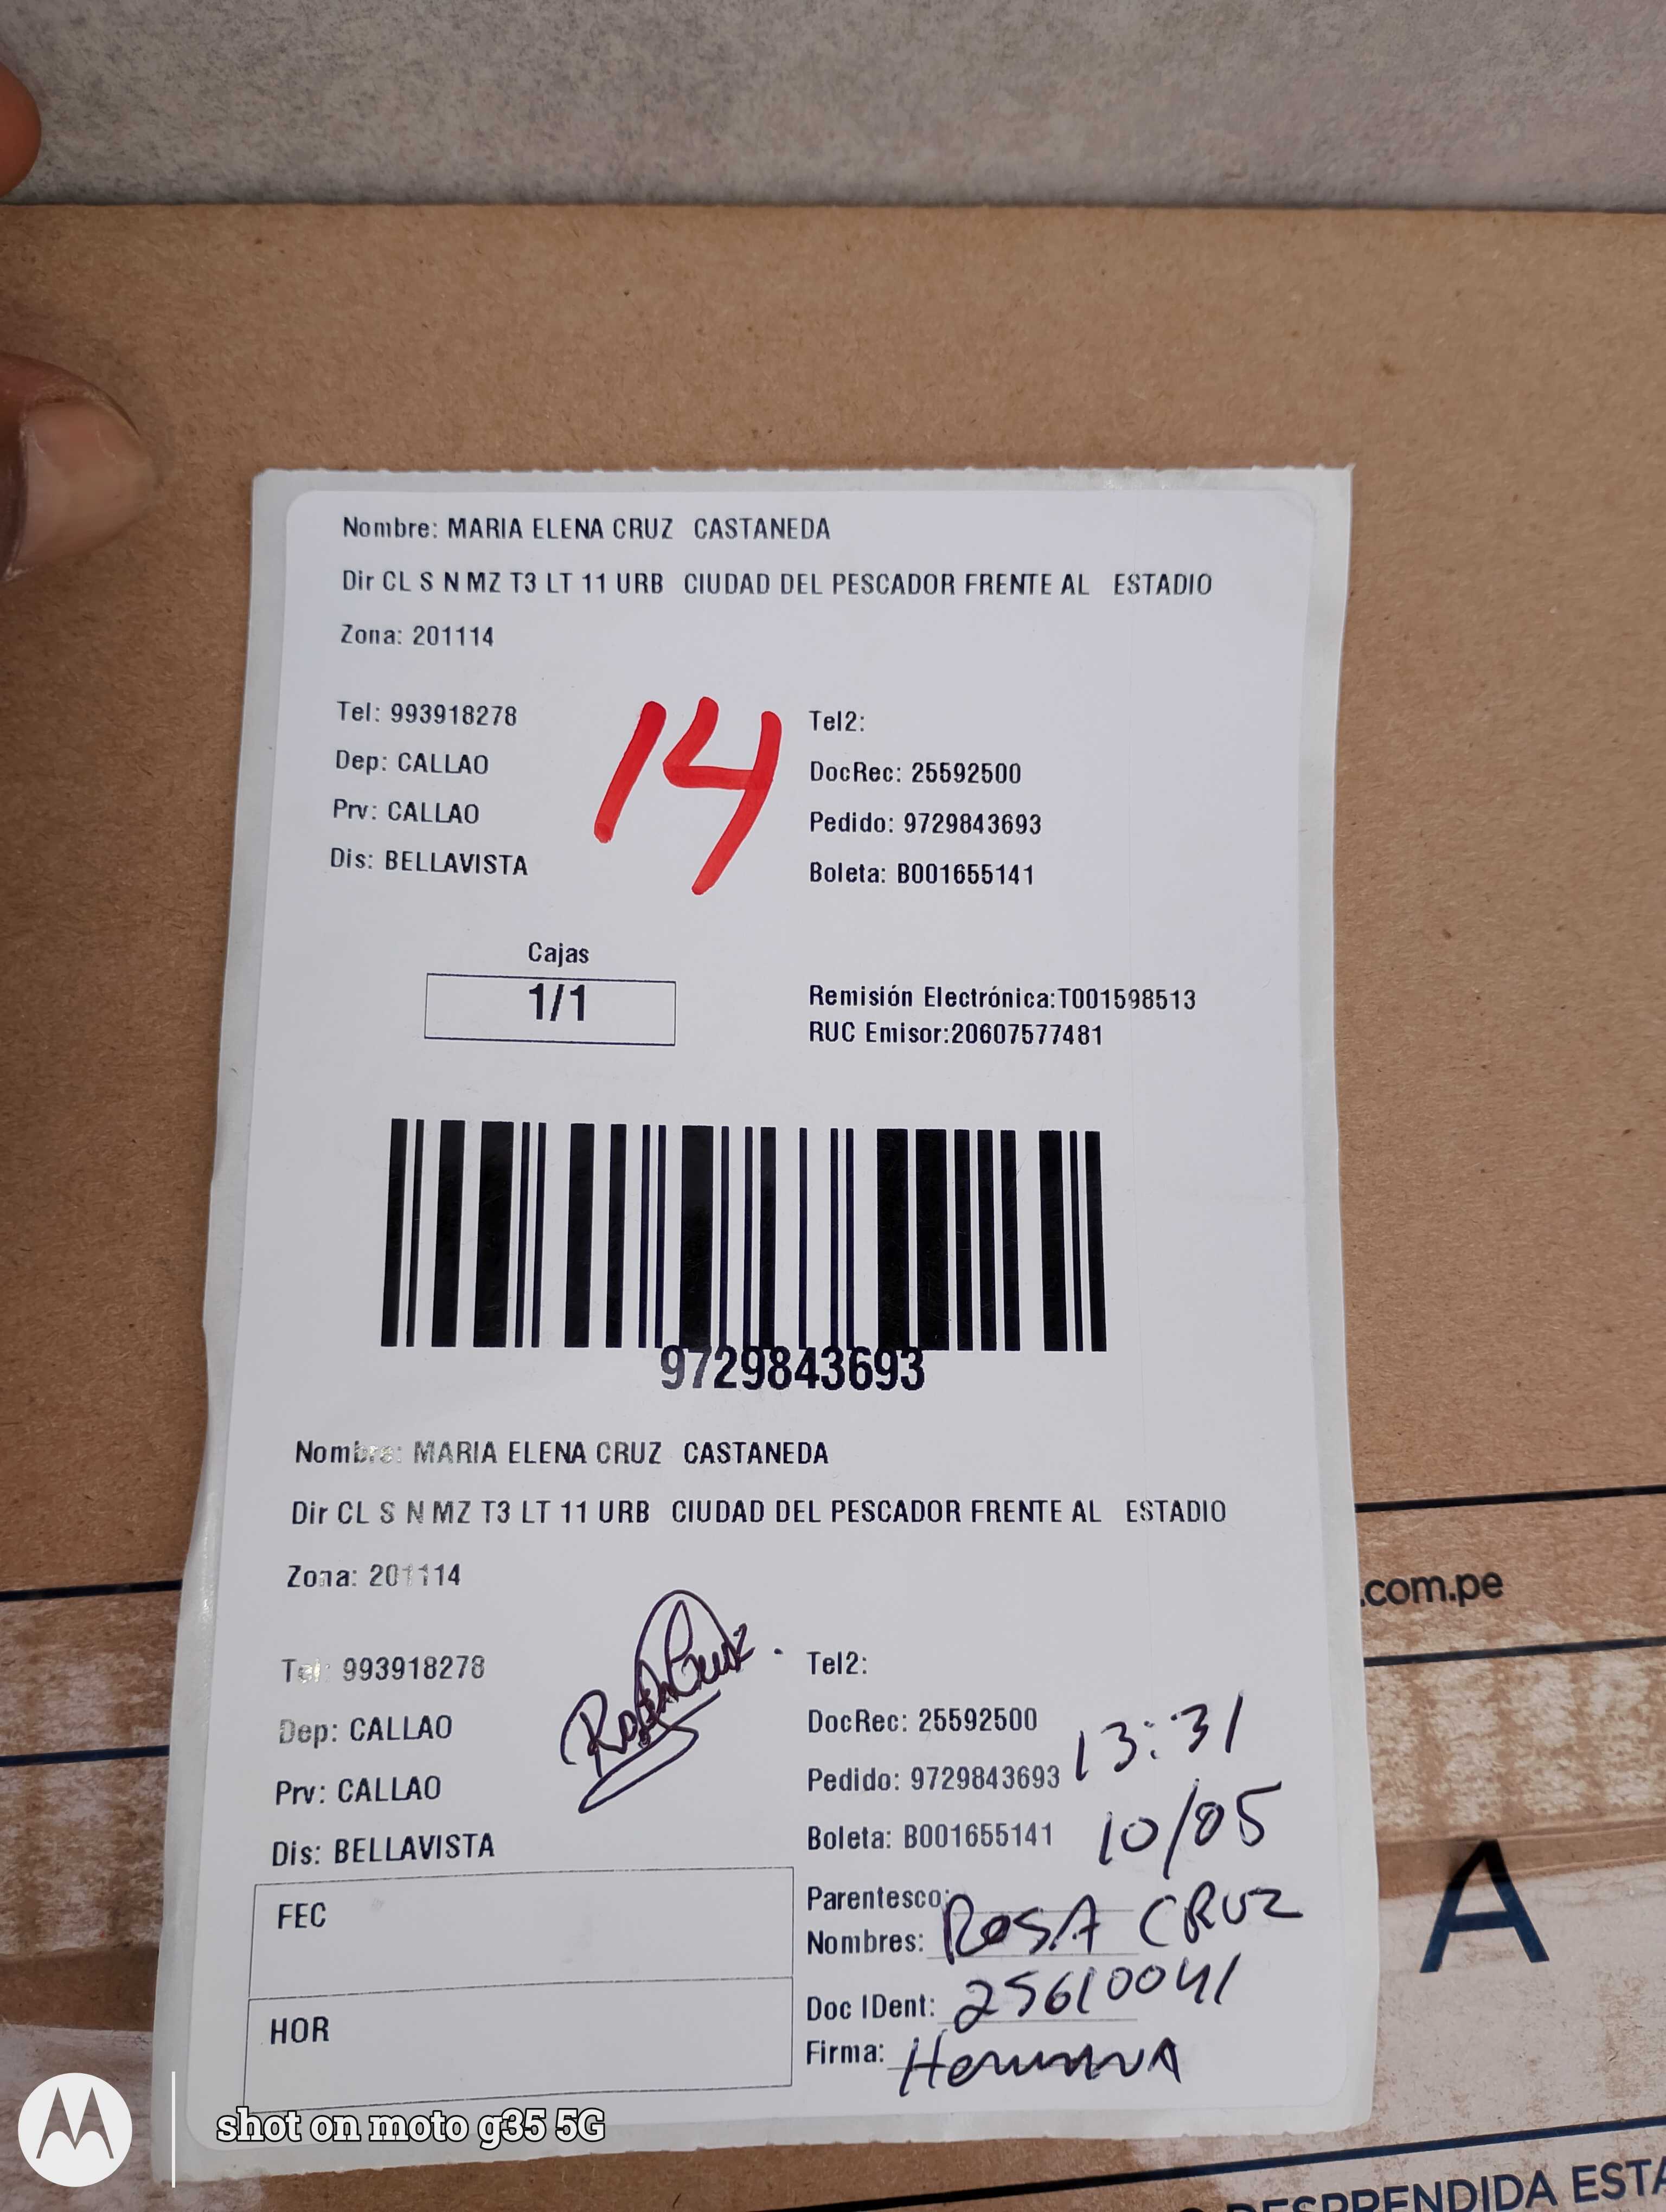 Nombre: MARIA ELENA CRUZ CASTANEDA
Dir CL S N MZ T3 LT 11 URB CIUDAD DEL PESCADOR FRENTE AL ESTADIO
Zona: 201114
Tel: 993918278
Dep: CALLAO
Prv: CALLAO
Dis: BELLAVISTA
14
Tel2:
DocRec: 25592500
Pedido: 9729843693
Boleta: B001655141
Cajas
1/1
Remisión Electrónica:T001598513
RUC Emisor:20607577481
9729843693
Nombre: MARIA ELENA CRUZ CASTANEDA
Dir CL S N MZ T3 LT 11 URB CIUDAD DEL PESCADOR FRENTE AL ESTADIO
Zona: 201114
Tel: 993918278
Dep: CALLAO
Prv: CALLAO
Dis: BELLAVISTA
Rosa Cruz
Tel2:
DocRec: 25592500
Pedido: 9729843693
Boleta: B001655141
13:31
10/05
FEC
HOR
Parentesco:
Nombres: ROSA CRUZ
Doc IDent: 25610041
Firma: HermanA
.com.pe
A
DESPRENDIDA ESTA
shot on moto g35 5G